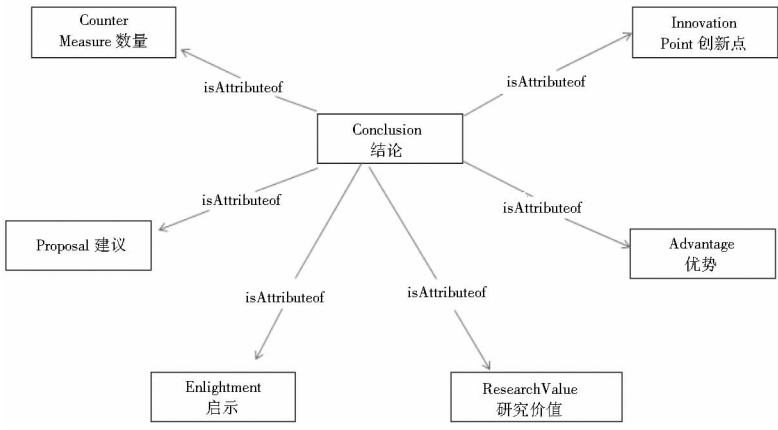 Counter
Measure 数量
Innovation
Point 创新点
isAttributeof
isAttributeof
Conclusion
结论
isAttributeof
isAttributeof
Proposal 建议
Advantage
优势
isAttributeof
isAttributeof
Enlightment
启示
ResearchValue
研究价值